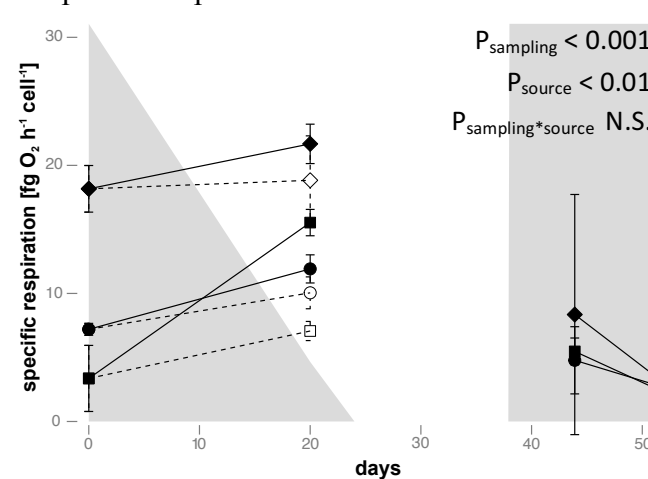 30
P_sampling < 0.001
P_source < 0.01
P_sampling*source N.S.
20
10
0
specific respiration [fg O₂ h⁻¹ cell⁻¹]
0 10 20 30 40 50
days